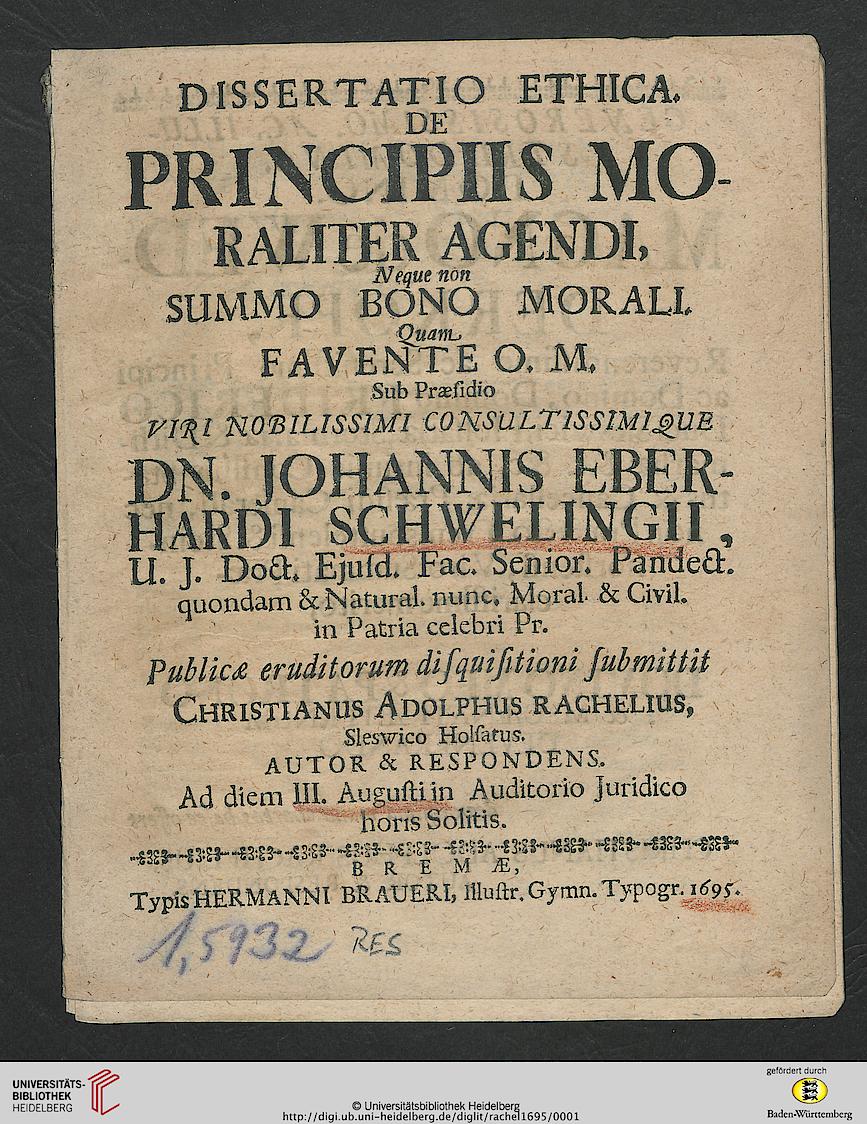 DISSERTATIO ETHICA.
DE
PRINCIPIIS MO-
RALITER AGENDI,
Neque non
SUMMO BONO MORALI.
Quam
FAVENTE O. M.
Sub Præſidio
VIRI NOBILISSIMI CONSULTISSIMIQUE
DN. JOHANNIS EBER-
HARDI SCHWELINGII,
U. J. Doct. Ejuſd. Fac. Senior. Pandect.
quondam & Natural. nunc. Moral. & Civil.
in Patria celebri Pr.
Publicæ eruditorum diſquiſitioni ſubmittit
CHRISTIANUS ADOLPHUS RACHELIUS,
Sleswico Holſatus.
AUTOR & RESPONDENS.
Ad diem III. Auguſti in Auditorio Juridico
horis Solitis.
BREMÆ,
Typis HERMANNI BRAUERI, Illuſtr. Gymn. Typogr. 1695.
1,5932 RES
UNIVERSITÄTS-
BIBLIOTHEK
HEIDELBERG
© Universitätsbibliothek Heidelberg
http://digi.ub.uni-heidelberg.de/diglit/rachel1695/0001
gefördert durch
Baden-Württemberg